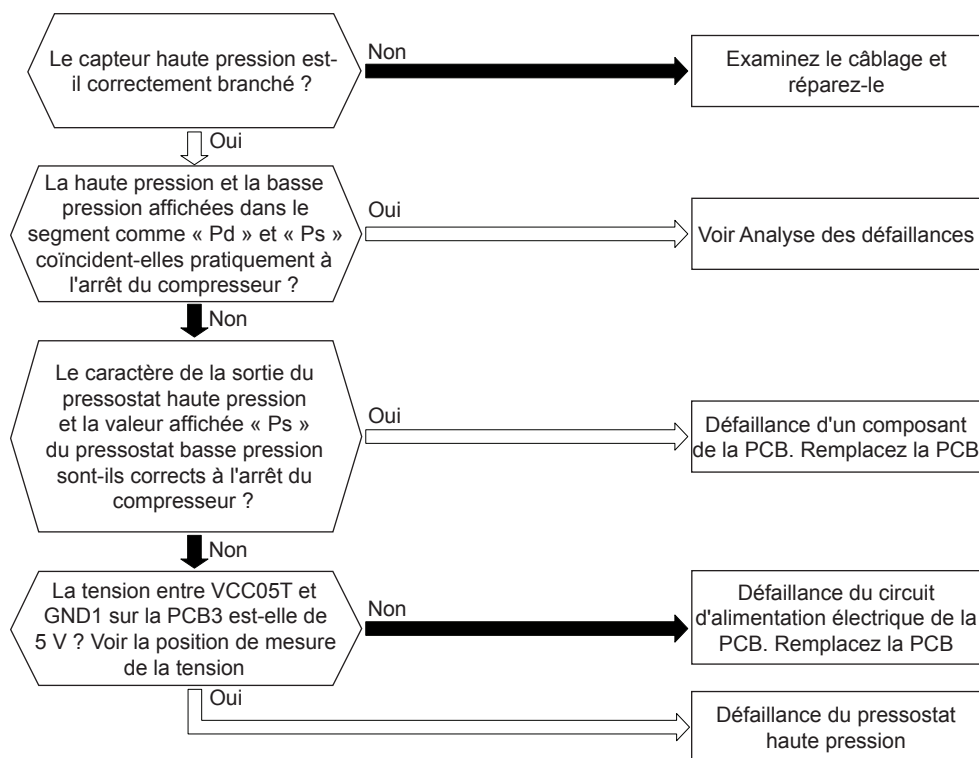 Le capteur haute pression est-
il correctement branché ?
Non
Examinez le câblage et
réparez-le
Oui
La haute pression et la basse
pression affichées dans le
segment comme « Pd » et « Ps »
coïncident-elles pratiquement à
l'arrêt du compresseur ?
Oui
Voir Analyse des défaillances
Non
Le caractère de la sortie du
pressostat haute pression
et la valeur affichée « Ps »
du pressostat basse pression
sont-ils corrects à l'arrêt du
compresseur ?
Oui
Défaillance d'un composant
de la PCB. Remplacez la PCB
Non
La tension entre VCC05T et
GND1 sur la PCB3 est-elle de
5 V ? Voir la position de mesure
de la tension
Non
Défaillance du circuit
d'alimentation électrique de la
PCB. Remplacez la PCB
Oui
Défaillance du pressostat
haute pression